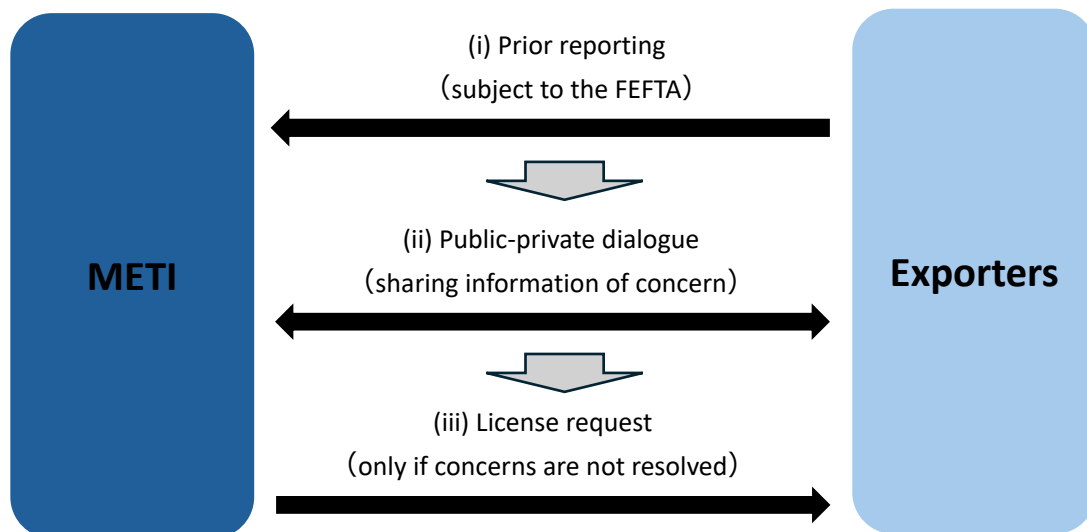 (i) Prior reporting
（subject to the FEFTA）
(ii) Public-private dialogue
（sharing information of concern）
METI
Exporters
(iii) License request
（only if concerns are not resolved）